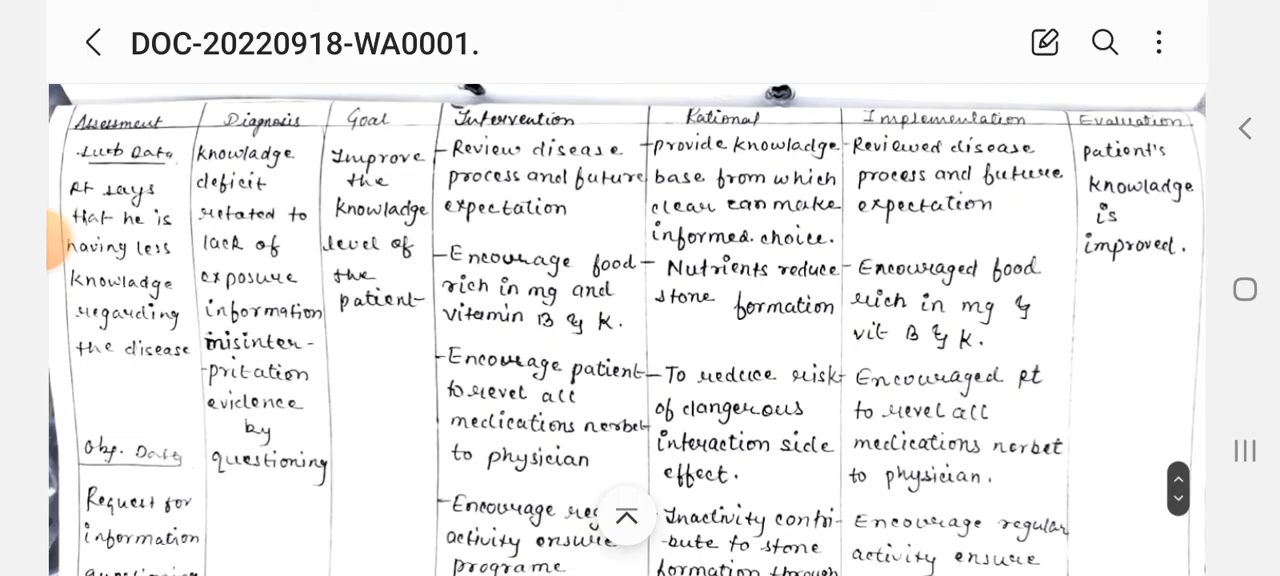 DOC-20220918-WA0001.
Assessment
Diagnosis
Goal
Intervention
Rational
Implementation
Evaluation
Pt says
that he is
having less
knowladge
regarding
the disease
Obj. Data
Request for
information
knowladge
deficit
related to
lack of
exposure
information
misinter-
-pritation
evidence
by
questioning
Improve
the
knowladge
level of
the
patient
-Review disease
process and future
expectation
-Encourage food
rich in mg and
vitamin B & K.
-Encourage patient
to revel all
medications norbet
to physician
-Encourage
activity ensure
programe
-provide knowladge
base from which
clear can make
informed choice.
- Nutrients reduce
stone formation
- To reduce risk
of dangerous
interaction side
effect.
-Inactivity contri-
-bute to stone
formation through
-Reviewed disease
process and future
expectation
- Encouraged food
rich in mg &
vit B & K.
- Encouraged pt
to revel all
medications norbet
to physician.
Encourage regular
activity ensure
patient's
knowladge
is
improved.